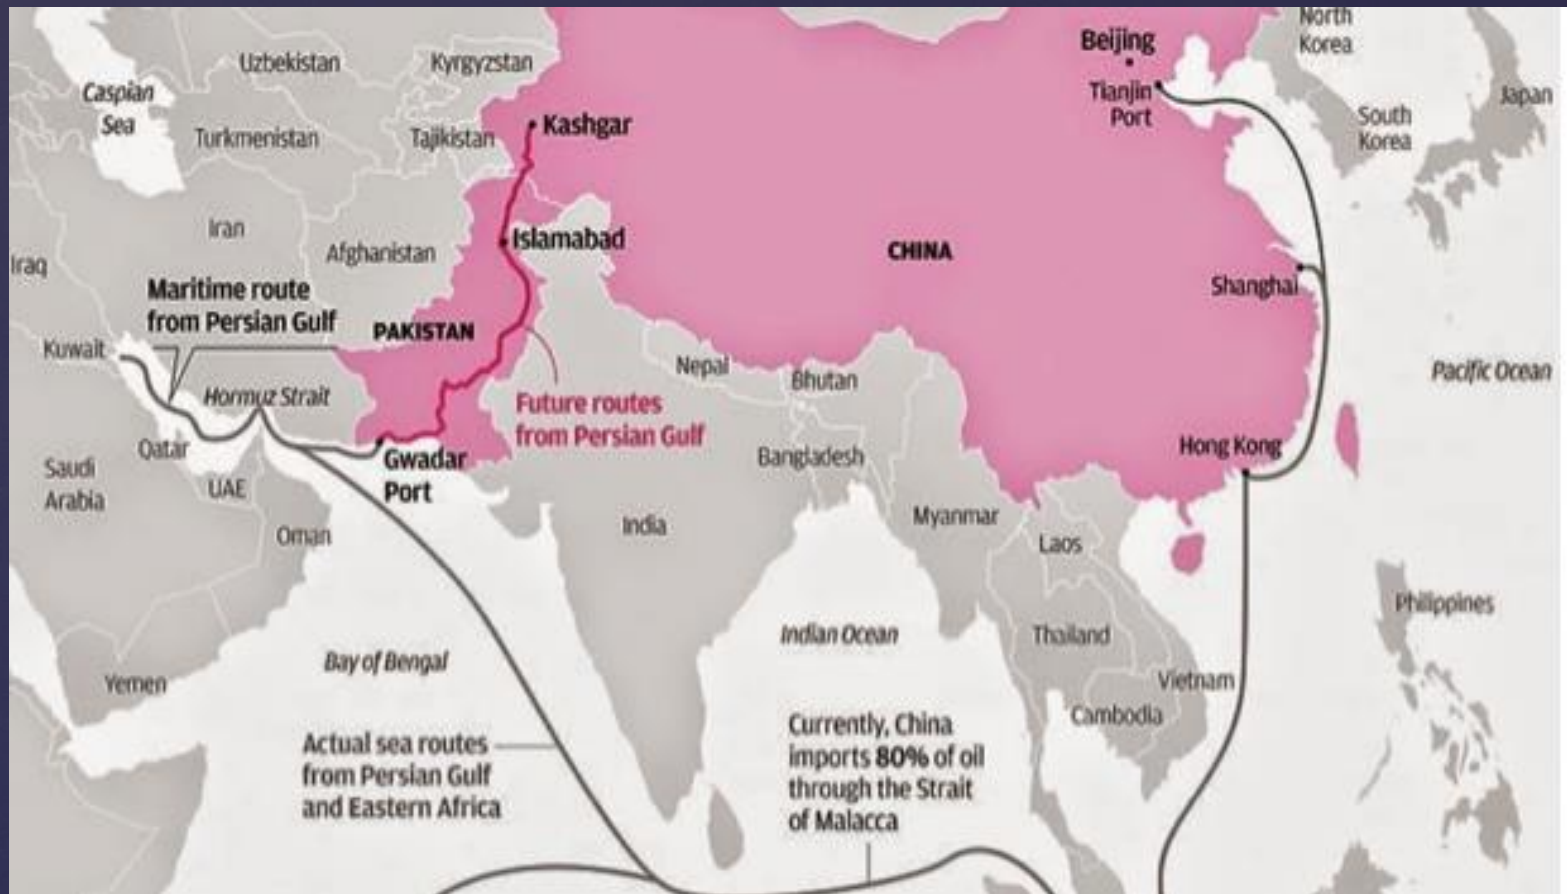 North
Korea
Beijing
Uzbekistan
Kyrgyzstan
Caspian
Sea
Tianjin
Port
Japan
South
Korea
Turkmenistan
Tajikistan
Kashgar
Iran
Afghanistan
Islamabad
CHINA
Iraq
Shanghai
Maritime route
from Persian Gulf
PAKISTAN
Kuwait
Nepal
Bhutan
Pacific Ocean
Hormuz Strait
Future routes
from Persian Gulf
Qatar
Hong Kong
Gwadar
Port
Bangladesh
Saudi
Arabia
UAE
Oman
India
Myanmar
Laos
Philippines
Indian Ocean
Thailand
Bay of Bengal
Yemen
Vietnam
Cambodia
Actual sea routes
from Persian Gulf
and Eastern Africa
Currently, China
imports 80% of oil
through the Strait
of Malacca